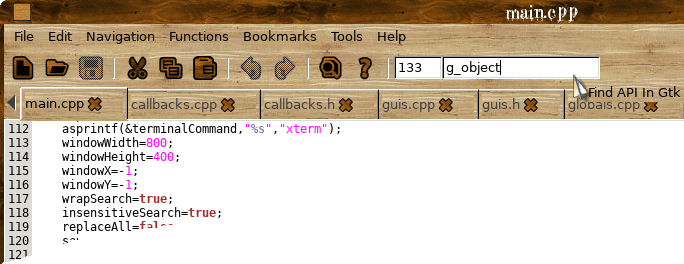 main.cpp
File Edit Navigation Functions Bookmarks Tools Help
133 g_object
Find API In Gtk
main.cpp callbacks.cpp callbacks.h guis.cpp guis.h globals.cpp
112 asprintf(&terminalCommand,"%s","xterm");
113 windowWidth=800;
114 windowHeight=400;
115 windowX=-1;
116 windowY=-1;
117 wrapSearch=true;
118 insensitiveSearch=true;
119 replaceAll=false
120
121